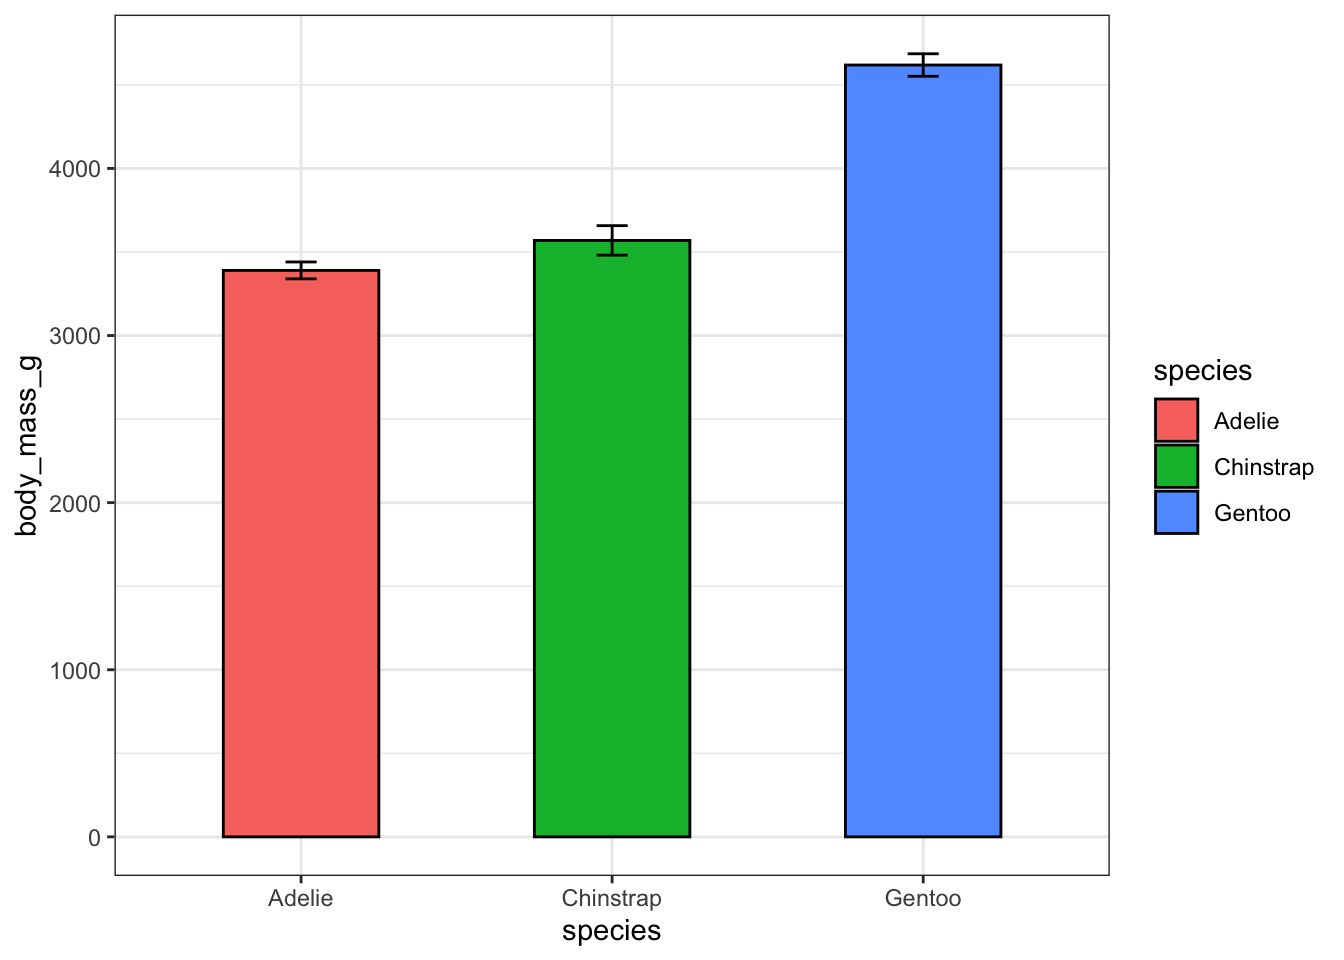 body_mass_g
4000
3000
2000
1000
0
Adelie
Chinstrap
Gentoo
species
species
Adelie
Chinstrap
Gentoo